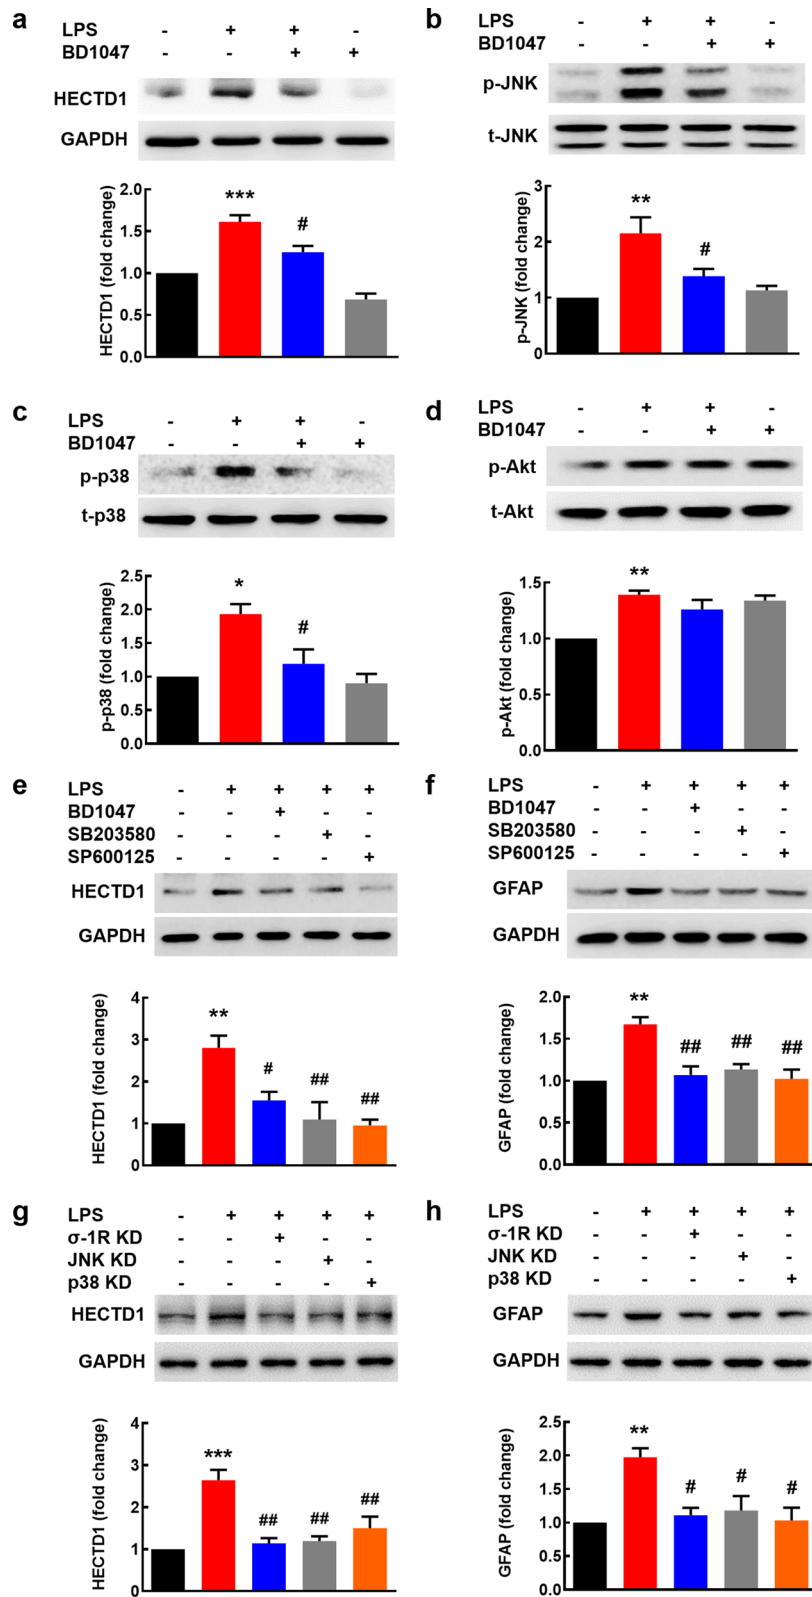 a
LPS - + + -
BD1047 - - + +
HECTD1
GAPDH
HECTD1 (fold change)
2.0
1.5
1.0
0.5
0.0
***
#
b
LPS - + + -
BD1047 - - + +
p-JNK
t-JNK
p-JNK (fold change)
3
2
1
0
**
#
c
LPS - + + -
BD1047 - - + +
p-p38
t-p38
p-p38 (fold change)
2.5
2.0
1.5
1.0
0.5
0.0
*
#
d
LPS - + + -
BD1047 - - + +
p-Akt
t-Akt
p-Akt (fold change)
1.5
1.0
0.5
0.0
**
e
LPS - + + + +
BD1047 - - + - -
SB203580 - - - + -
SP600125 - - - - +
HECTD1
GAPDH
HECTD1 (fold change)
4
3
2
1
0
**
#
##
##
f
LPS - + + + +
BD1047 - - + - -
SB203580 - - - + -
SP600125 - - - - +
GFAP
GAPDH
GFAP (fold change)
2.0
1.5
1.0
0.5
0.0
**
##
##
##
g
LPS - + + + +
σ-1R KD - - + - -
JNK KD - - - + -
p38 KD - - - - +
HECTD1
GAPDH
HECTD1 (fold change)
4
3
2
1
0
***
##
##
##
h
LPS - + + + +
σ-1R KD - - + - -
JNK KD - - - + -
p38 KD - - - - +
GFAP
GAPDH
GFAP (fold change)
2.5
2.0
1.5
1.0
0.5
0.0
**
#
#
#